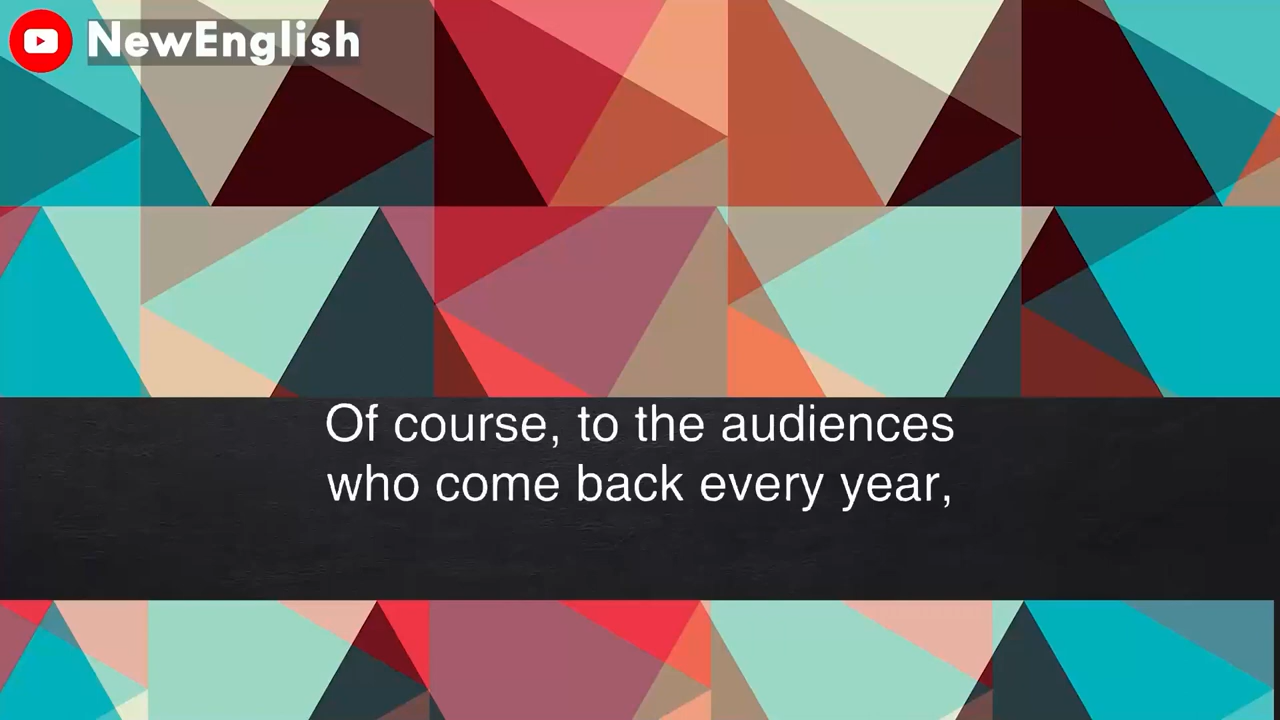 NewEnglish
Of course, to the audiences
who come back every year,